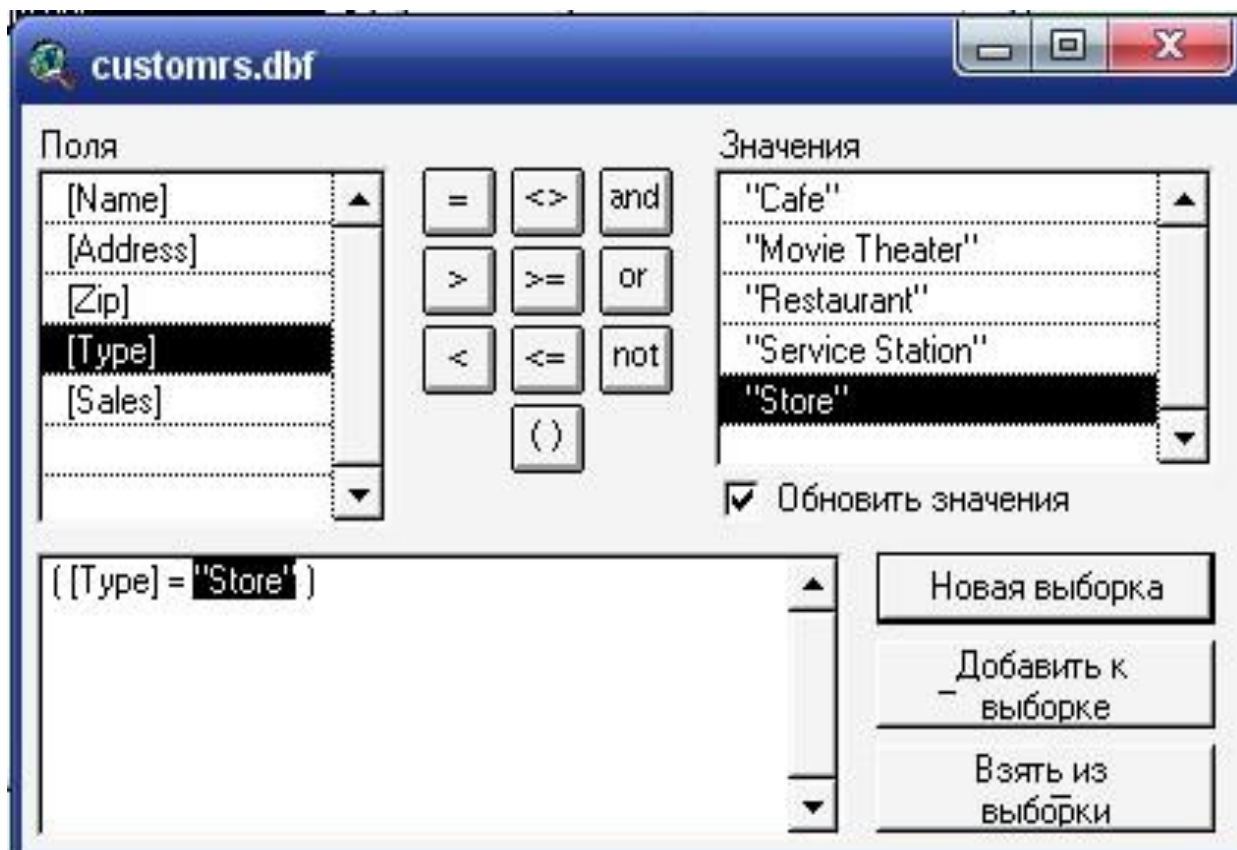 customrs.dbf
Поля
Значения
[Name]
[Address]
[Zip]
[Type]
[Sales]
= <> and
> >= or
< <= not
( )
"Cafe"
"Movie Theater"
"Restaurant"
"Service Station"
"Store"
Обновить значения
( [Type] = "Store" )
Новая выборка
Добавить к
выборке
Взять из
выборки